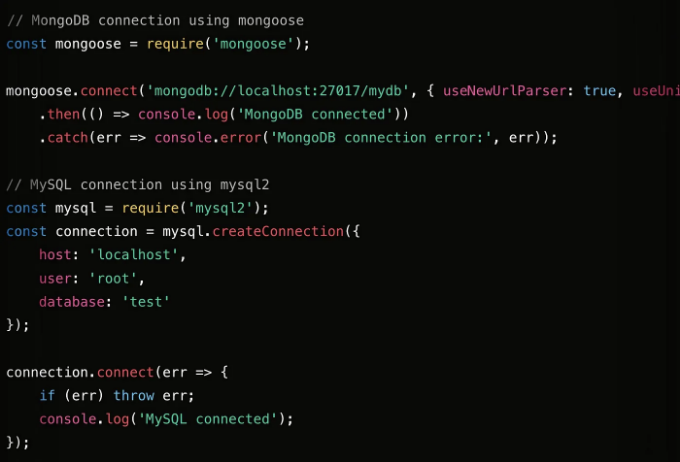 // MongoDB connection using mongoose
const mongoose = require('mongoose');
mongoose.connect('mongodb://localhost:27017/mydb', { useNewUrlParser: true, useUni
.then(() => console.log('MongoDB connected'))
.catch(err => console.error('MongoDB connection error:', err));
// MySQL connection using mysql2
const mysql = require('mysql2');
const connection = mysql.createConnection({
host: 'localhost',
user: 'root',
database: 'test'
});
connection.connect(err => {
if (err) throw err;
console.log('MySQL connected');
});